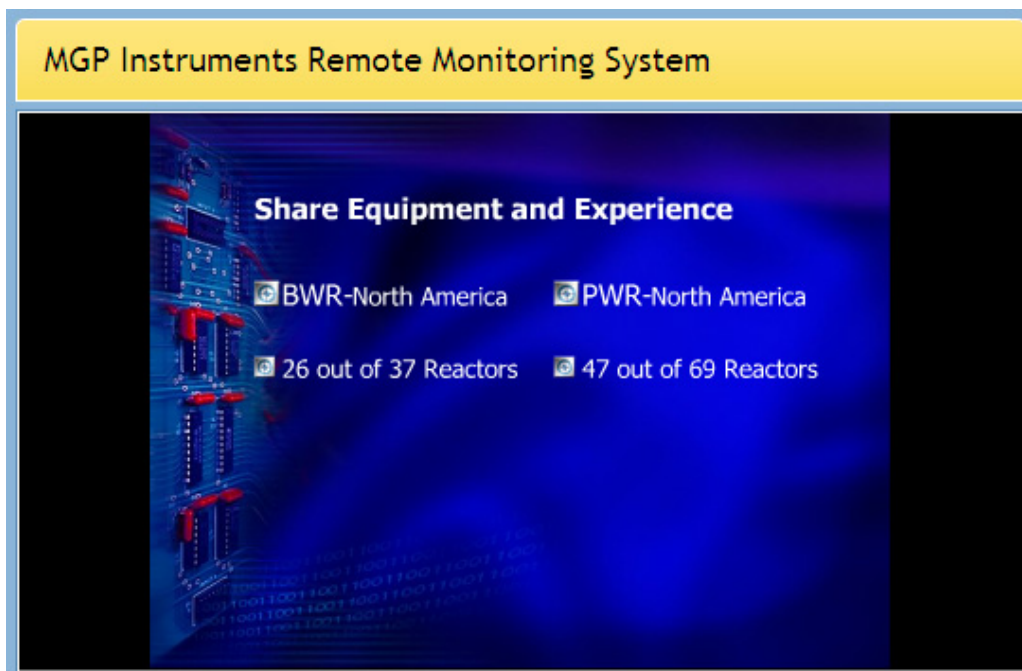 MGP Instruments Remote Monitoring System
Share Equipment and Experience
BWR-North America
PWR-North America
26 out of 37 Reactors
47 out of 69 Reactors